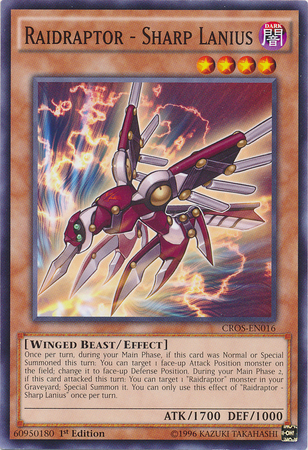 Raidraptor - Sharp Lanius
DARK
闇
CROS-EN016
[Winged Beast/Effect]
Once per turn, during your Main Phase, if this card was Normal or Special
Summoned this turn: You can target 1 face-up Attack Position monster on
the field; change it to face-up Defense Position. During your Main Phase 2,
if this card attacked this turn: You can target 1 "Raidraptor" monster in your
Graveyard; Special Summon it. You can only use this effect of "Raidraptor
- Sharp Lanius" once per turn.
ATK/1700 DEF/1000
60950180 1st Edition ©1996 KAZUKI TAKAHASHI